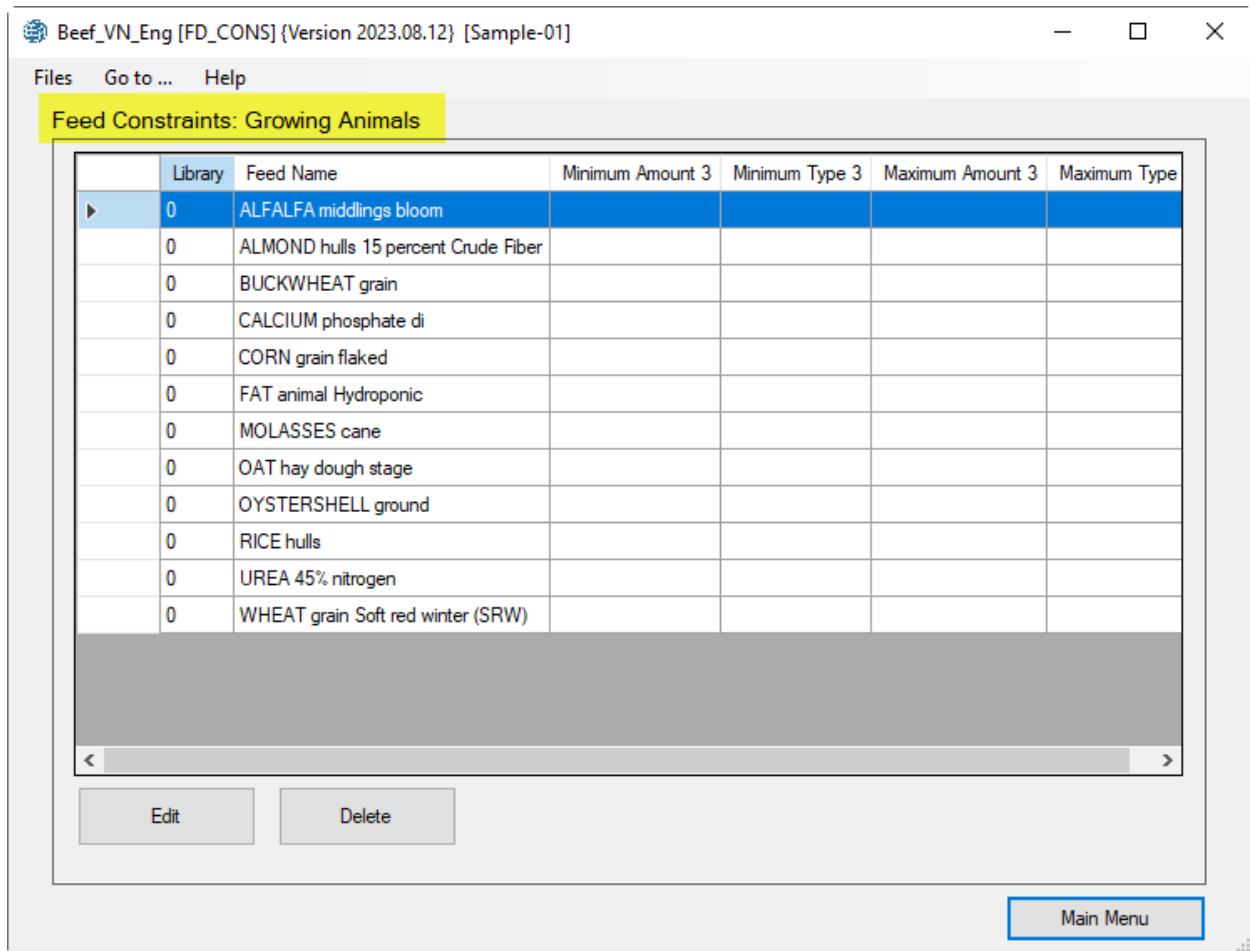 Beef_VN_Eng [FD_CONS] {Version 2023.08.12} [Sample-01]
Files Go to ... Help
Feed Constraints: Growing Animals
Library Feed Name Minimum Amount 3 Minimum Type 3 Maximum Amount 3 Maximum Type
0 ALFALFA middlings bloom
0 ALMOND hulls 15 percent Crude Fiber
0 BUCKWHEAT grain
0 CALCIUM phosphate di
0 CORN grain flaked
0 FAT animal Hydroponic
0 MOLASSES cane
0 OAT hay dough stage
0 OYSTERSHELL ground
0 RICE hulls
0 UREA 45% nitrogen
0 WHEAT grain Soft red winter (SRW)
Edit Delete
Main Menu